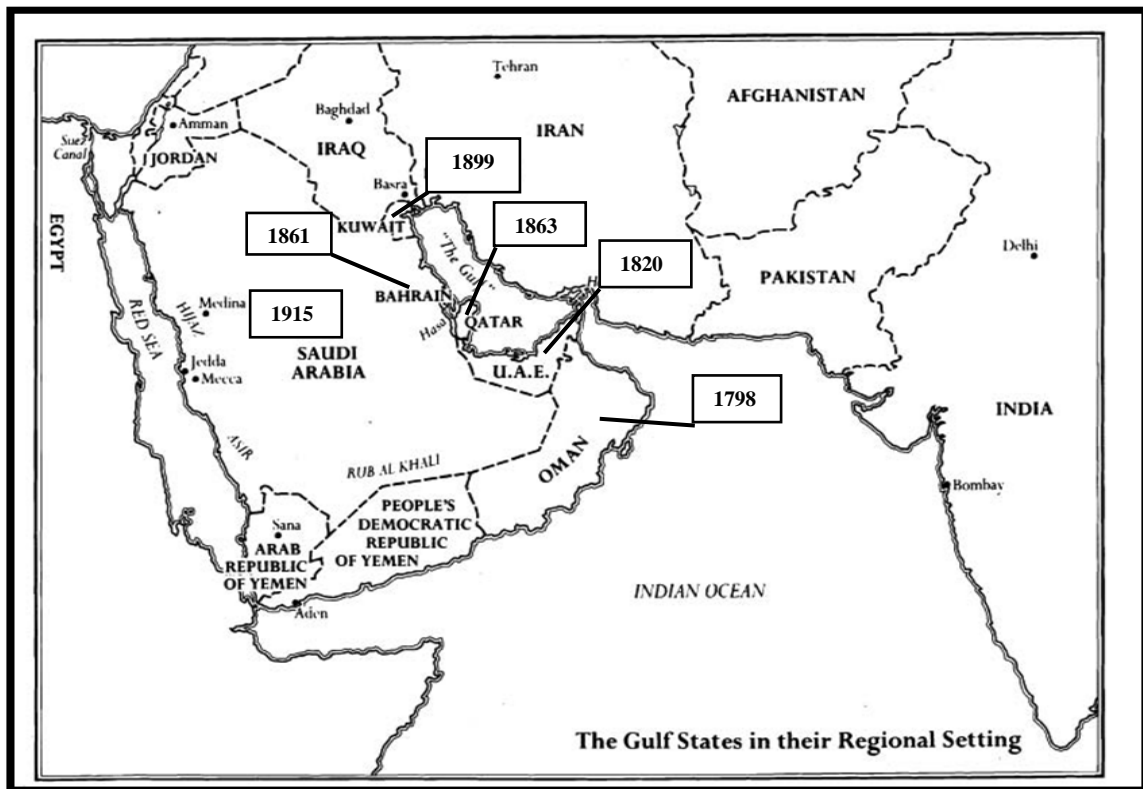 Tehran
AFGHANISTAN
Baghdad
IRAN
Amman
Suez
Canal
JORDAN
IRAQ
1899
Basra
EGYPT
KUWAIT
1861
1863
"The Gulf"
1820
Delhi
PAKISTAN
BAHRAIN
Medina
HIJAZ
1915
RED SEA
Hasa
QATAR
SAUDI
ARABIA
Jedda
Mecca
U.A.E.
1798
INDIA
ASIR
RUB AL KHALI
OMAN
Bombay
PEOPLE'S
DEMOCRATIC
REPUBLIC
OF YEMEN
Sana
ARAB
REPUBLIC
OF YEMEN
Aden
INDIAN OCEAN
The Gulf States in their Regional Setting